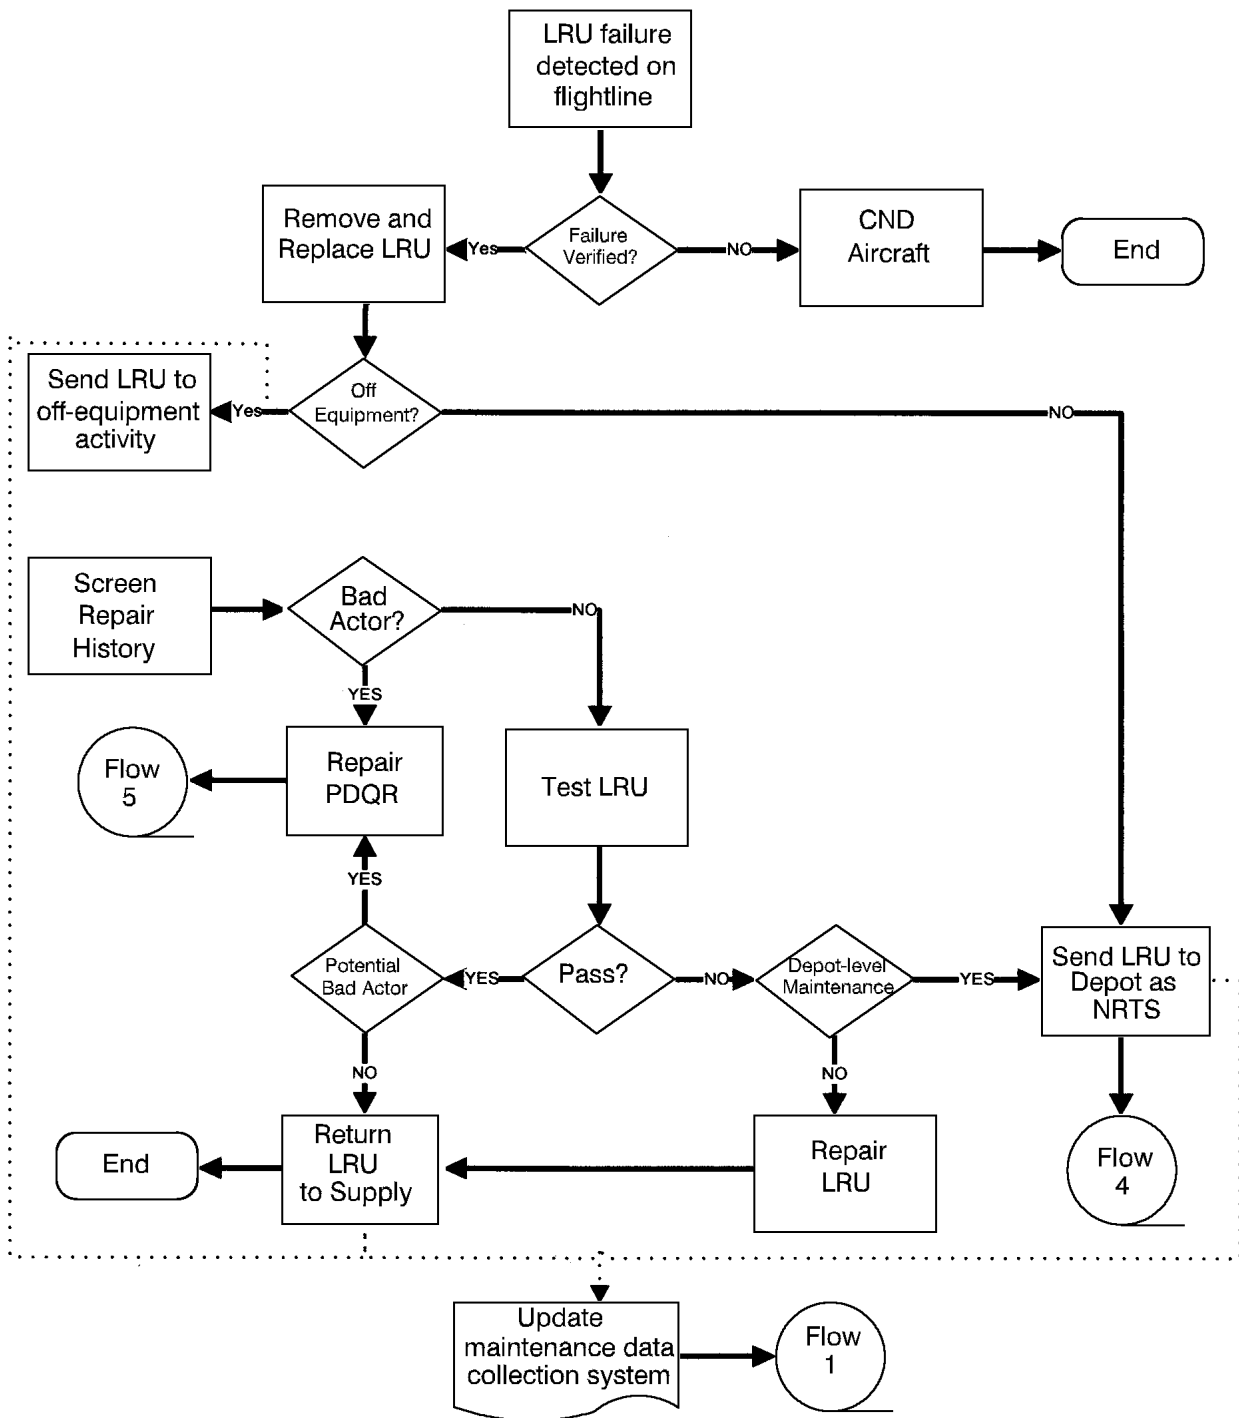 LRU failure
detected on
flightline
Remove and
Replace LRU
Yes
Failure
Verified?
NO
CND
Aircraft
End
Send LRU to
off-equipment
activity
Yes
Off
Equipment?
NO
Screen
Repair
History
Bad
Actor?
NO
YES
Flow
5
Repair
PDQR
Test LRU
YES
Potential
Bad Actor
YES
Pass?
NO
Depot-level
Maintenance
YES
Send LRU to
Depot as
NRTS
NO
NO
End
Return
LRU
to Supply
Repair
LRU
Flow
4
Update
maintenance data
collection system
Flow
1